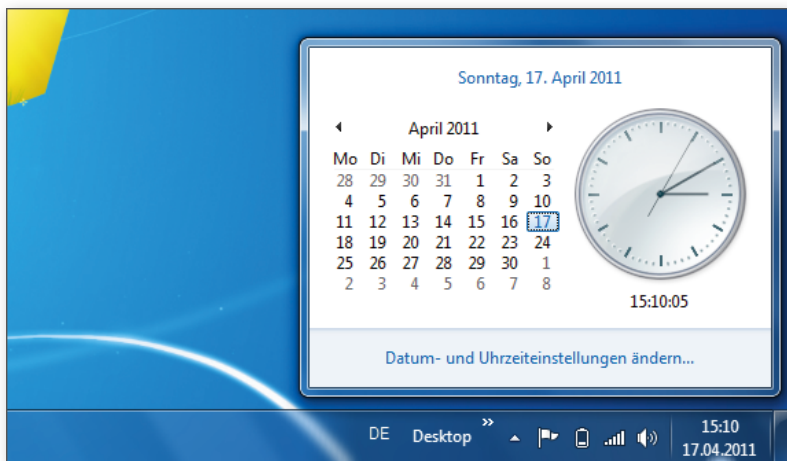 Sonntag, 17. April 2011
April 2011
Mo Di Mi Do Fr Sa So
28 29 30 31 1 2 3
4 5 6 7 8 9 10
11 12 13 14 15 16 17
18 19 20 21 22 23 24
25 26 27 28 29 30 1
2 3 4 5 6 7 8
15:10:05
Datum- und Uhrzeiteinstellungen ändern...
DE Desktop » 15:10
17.04.2011